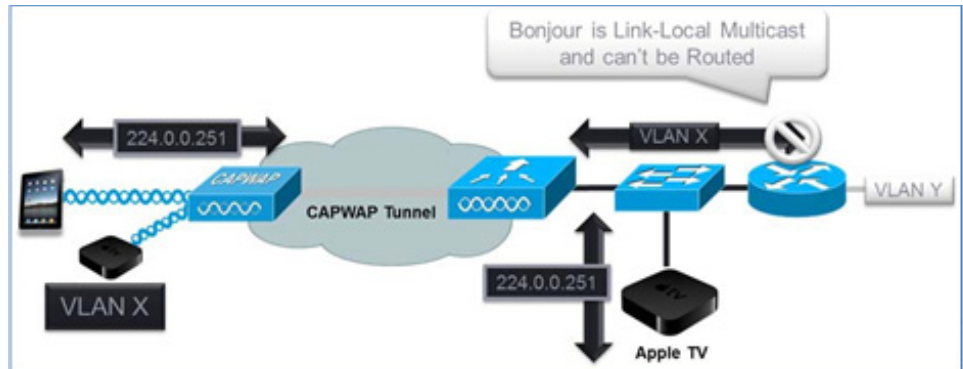 Bonjour is Link-Local Multicast
and can't be Routed
224.0.0.251
VLAN X
CAPWAP
CAPWAP Tunnel
VLAN Y
VLAN X
224.0.0.251
tv
Apple TV